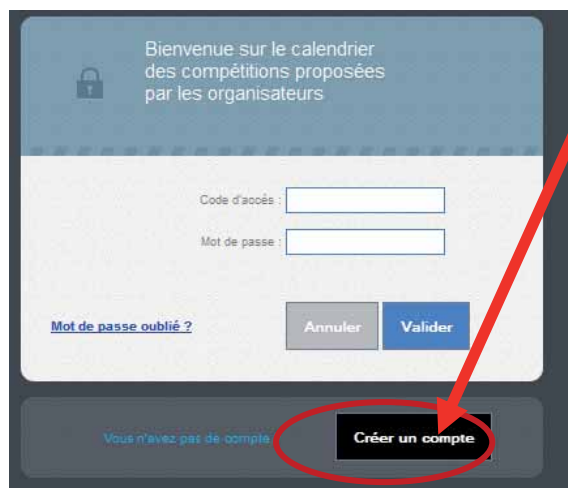 Bienvenue sur le calendrier
des compétitions proposées
par les organisateurs
Code d'accès :
Mot de passe :
Mot de passe oublié ?
Annuler
Valider
Vous n'avez pas de compte
Créer un compte